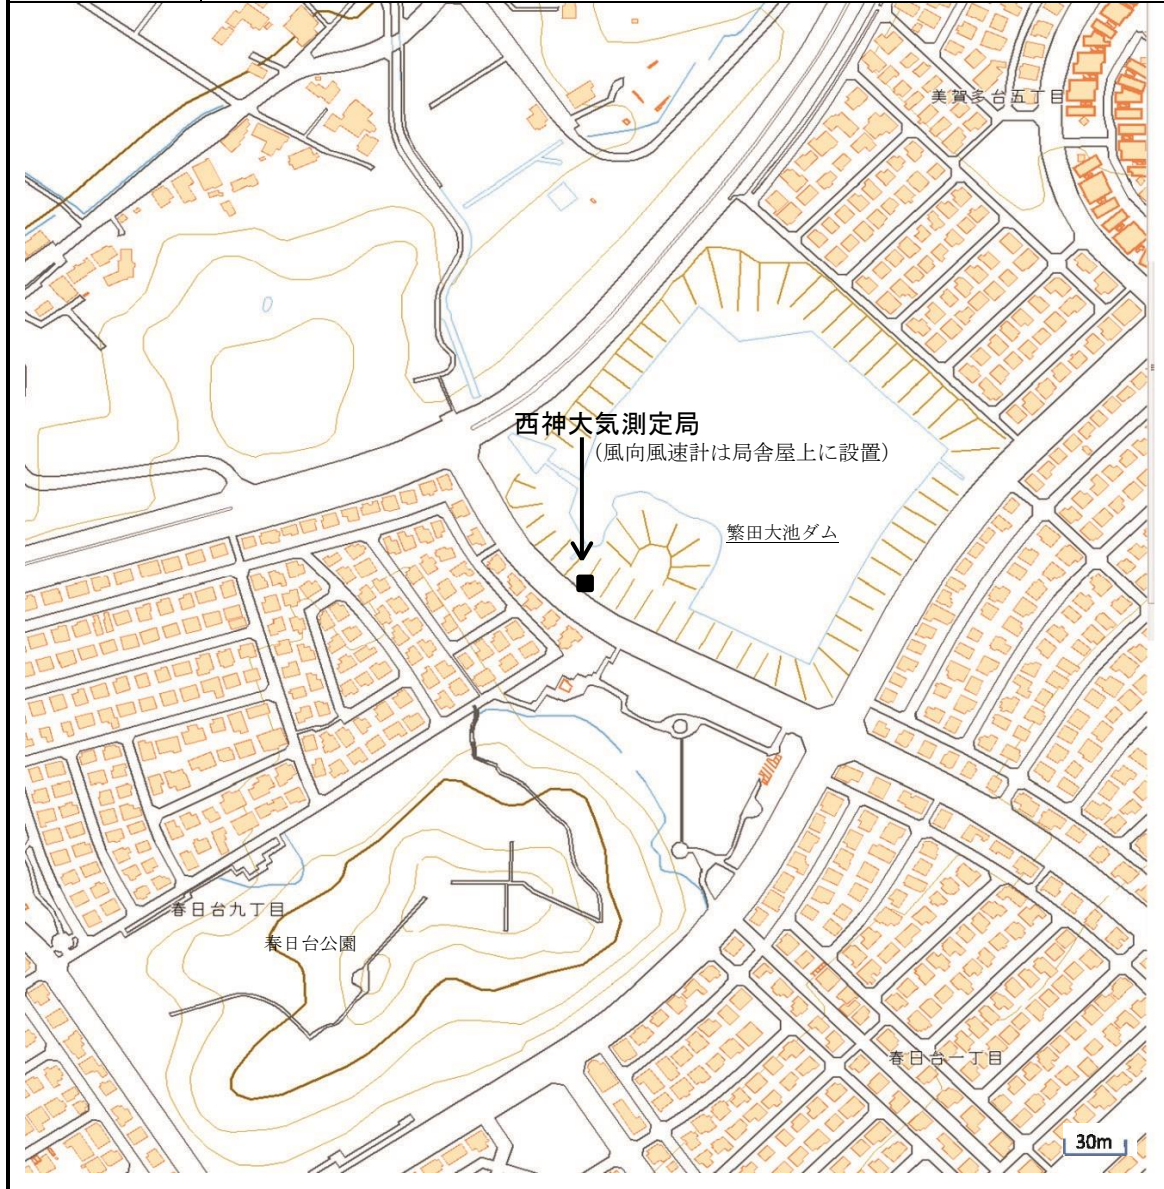 美賀多台五丁目
西神大気測定局
(風向風速計は局舎屋上に設置)
繁田大池ダム
春日台九丁目
春日台公園
春日台一丁目
30m